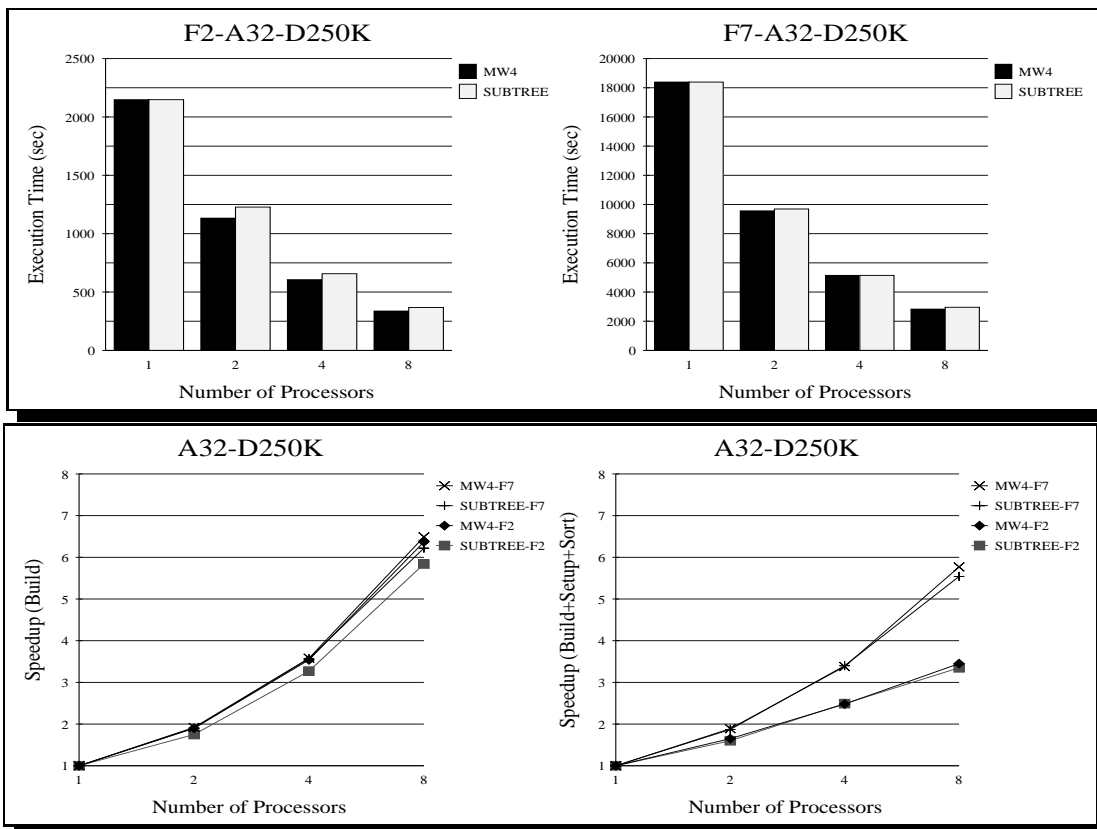 F2-A32-D250K
2500
2000
1500
1000
500
0
Execution Time (sec)
1 2 4 8
Number of Processors
MW4
SUBTREE
F7-A32-D250K
20000
18000
16000
14000
12000
10000
8000
6000
4000
2000
0
Execution Time (sec)
1 2 4 8
Number of Processors
MW4
SUBTREE
A32-D250K
8
7
6
5
4
3
2
1
Speedup (Build)
1 2 4 8
Number of Processors
MW4-F7
SUBTREE-F7
MW4-F2
SUBTREE-F2
A32-D250K
8
7
6
5
4
3
2
1
Speedup (Build+Setup+Sort)
1 2 4 8
Number of Processors
MW4-F7
SUBTREE-F7
MW4-F2
SUBTREE-F2